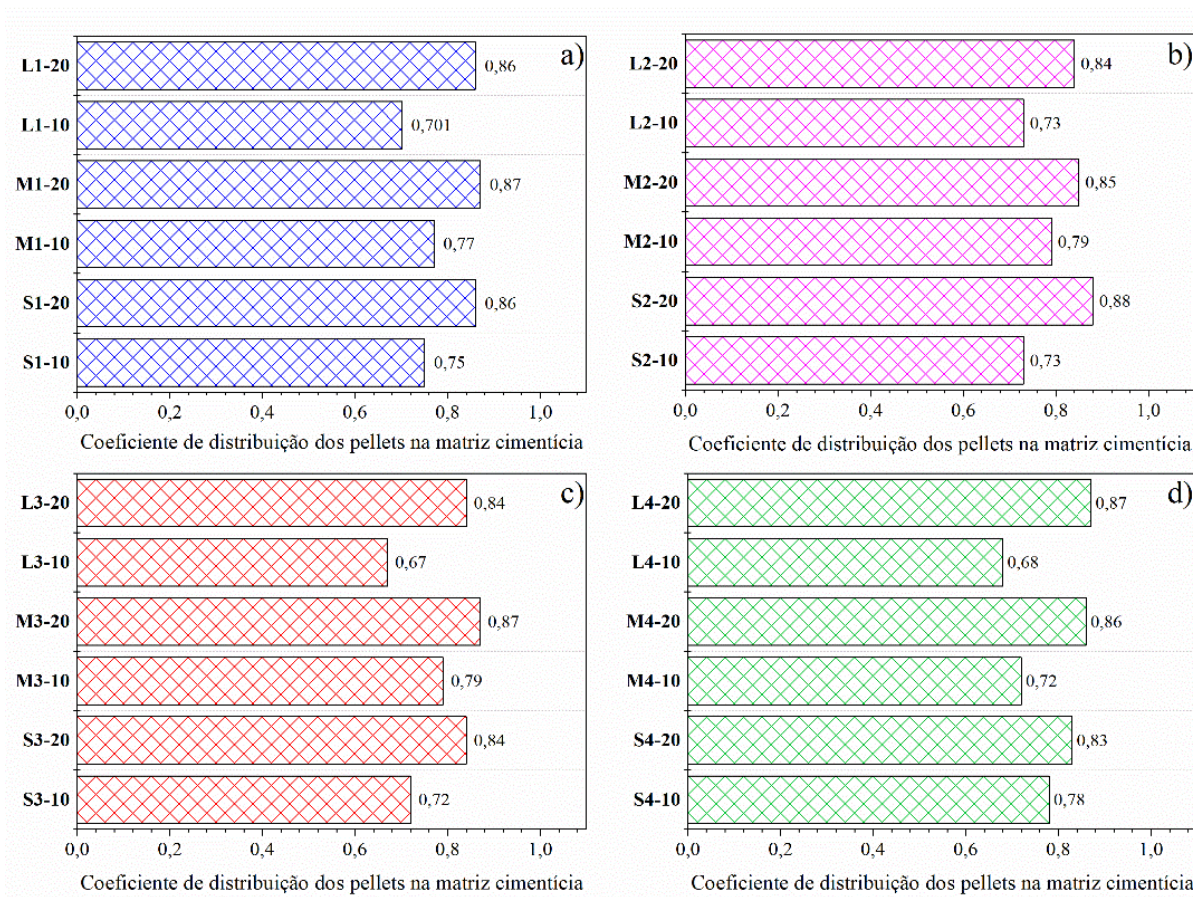 a)
L1-20 0,86
L1-10 0,701
M1-20 0,87
M1-10 0,77
S1-20 0,86
S1-10 0,75
0,0 0,2 0,4 0,6 0,8 1,0
Coeficiente de distribuição dos pellets na matriz cimentícia
b)
L2-20 0,84
L2-10 0,73
M2-20 0,85
M2-10 0,79
S2-20 0,88
S2-10 0,73
0,0 0,2 0,4 0,6 0,8 1,0
Coeficiente de distribuição dos pellets na matriz cimentícia
c)
L3-20 0,84
L3-10 0,67
M3-20 0,87
M3-10 0,79
S3-20 0,84
S3-10 0,72
0,0 0,2 0,4 0,6 0,8 1,0
Coeficiente de distribuição dos pellets na matriz cimentícia
d)
L4-20 0,87
L4-10 0,68
M4-20 0,86
M4-10 0,72
S4-20 0,83
S4-10 0,78
0,0 0,2 0,4 0,6 0,8 1,0
Coeficiente de distribuição dos pellets na matriz cimentícia